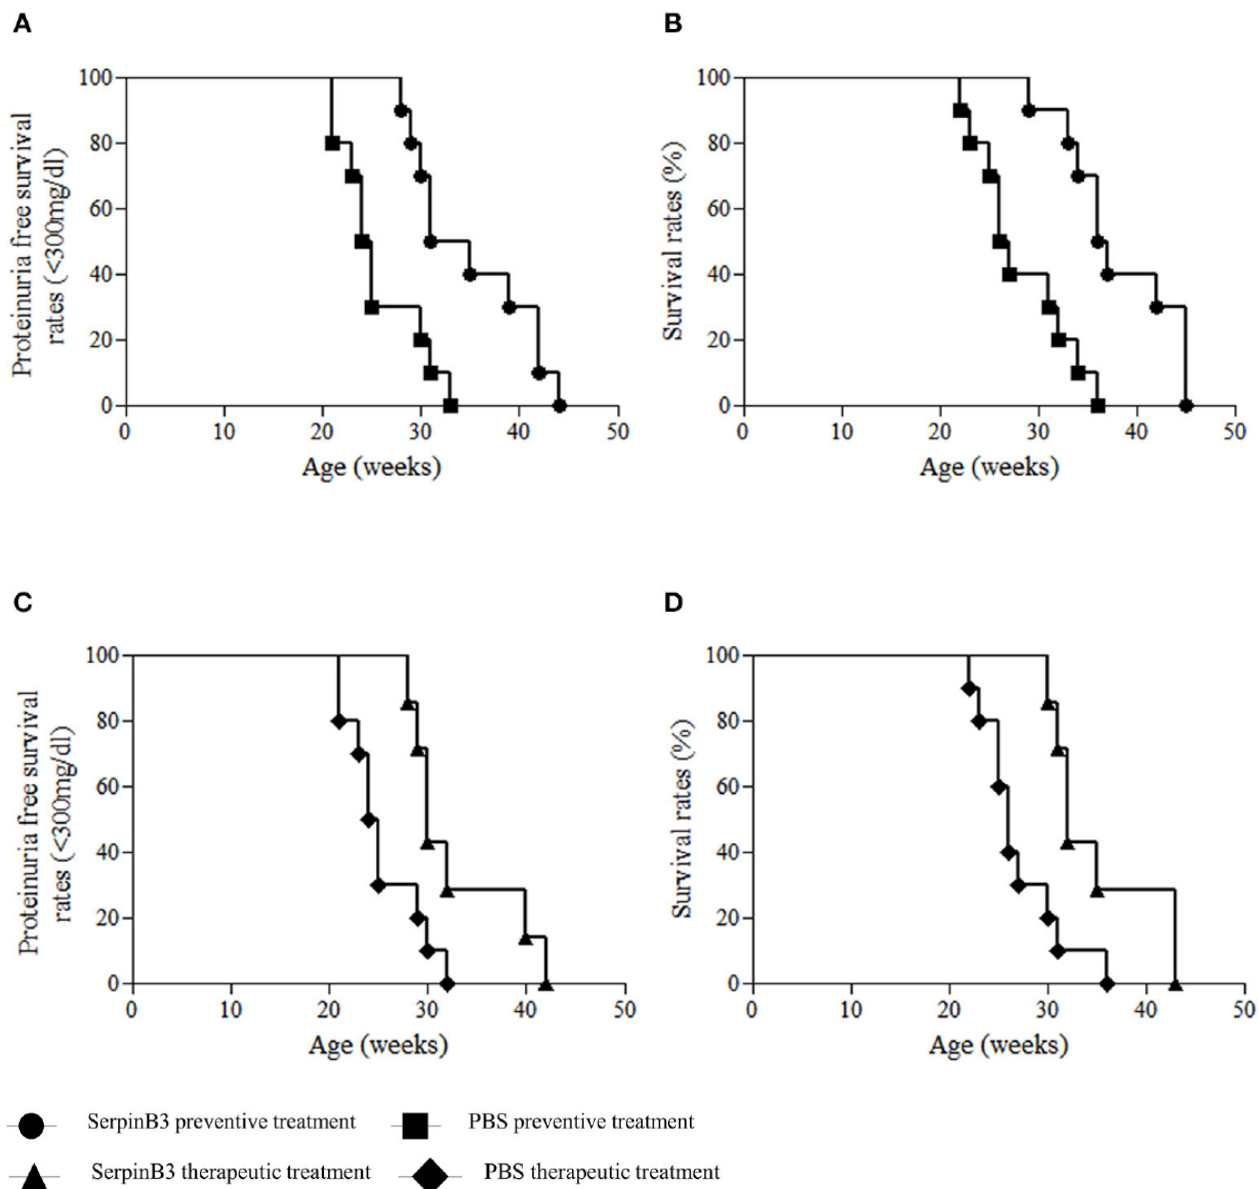 A
B
Proteinuria free survival
rates (<300mg/dl)
100
80
60
40
20
0
0 10 20 30 40 50
Age (weeks)
Survival rates (%)
100
80
60
40
20
0
0 10 20 30 40 50
Age (weeks)
C
D
Proteinuria free survival
rates (<300mg/dl)
100
80
60
40
20
0
0 10 20 30 40 50
Age (weeks)
Survival rates (%)
100
80
60
40
20
0
0 10 20 30 40 50
Age (weeks)
SerpinB3 preventive treatment
PBS preventive treatment
SerpinB3 therapeutic treatment
PBS therapeutic treatment